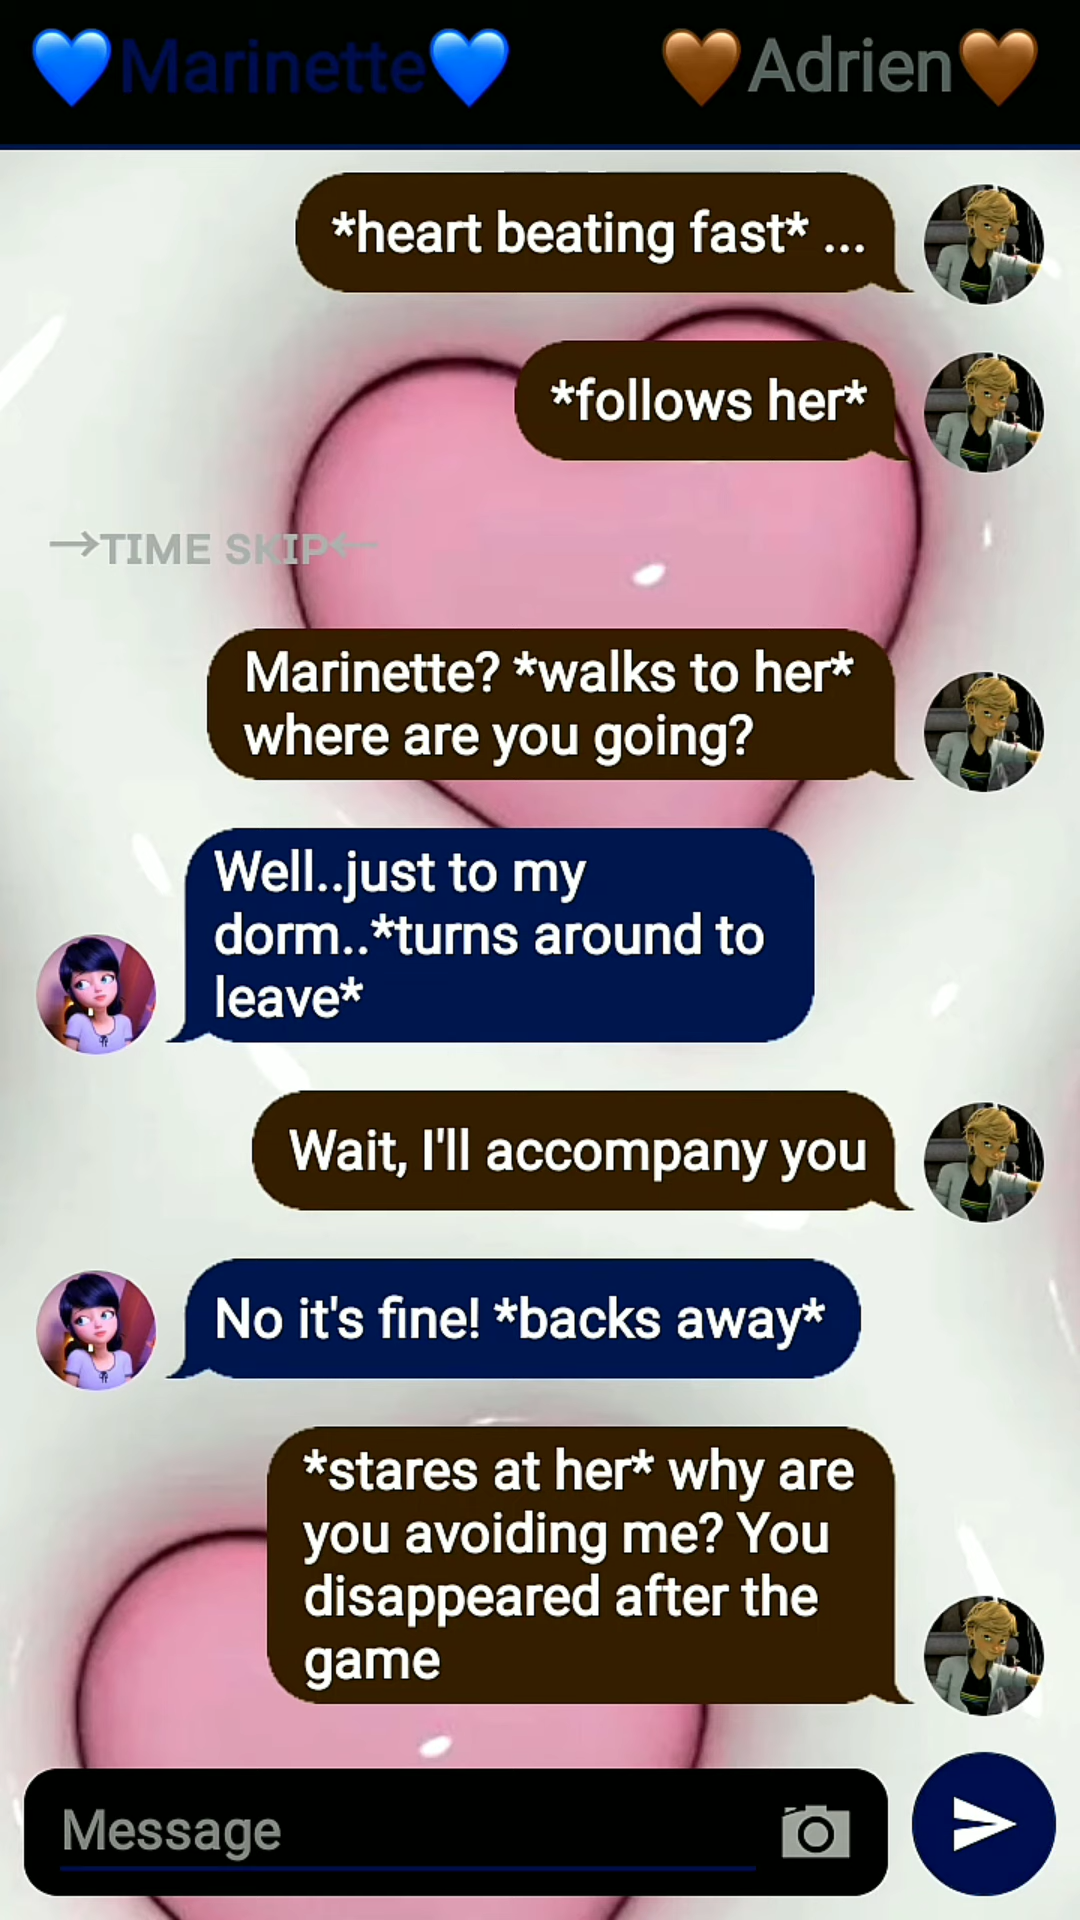 💙Marinette💙 🤎Adrien🤎
*heart beating fast* ...
*follows her*
→TIME SKIP←
Marinette? *walks to her*
where are you going?
Well..just to my
dorm..*turns around to
leave*
Wait, I'll accompany you
No it's fine! *backs away*
*stares at her* why are
you avoiding me? You
disappeared after the
game
Message